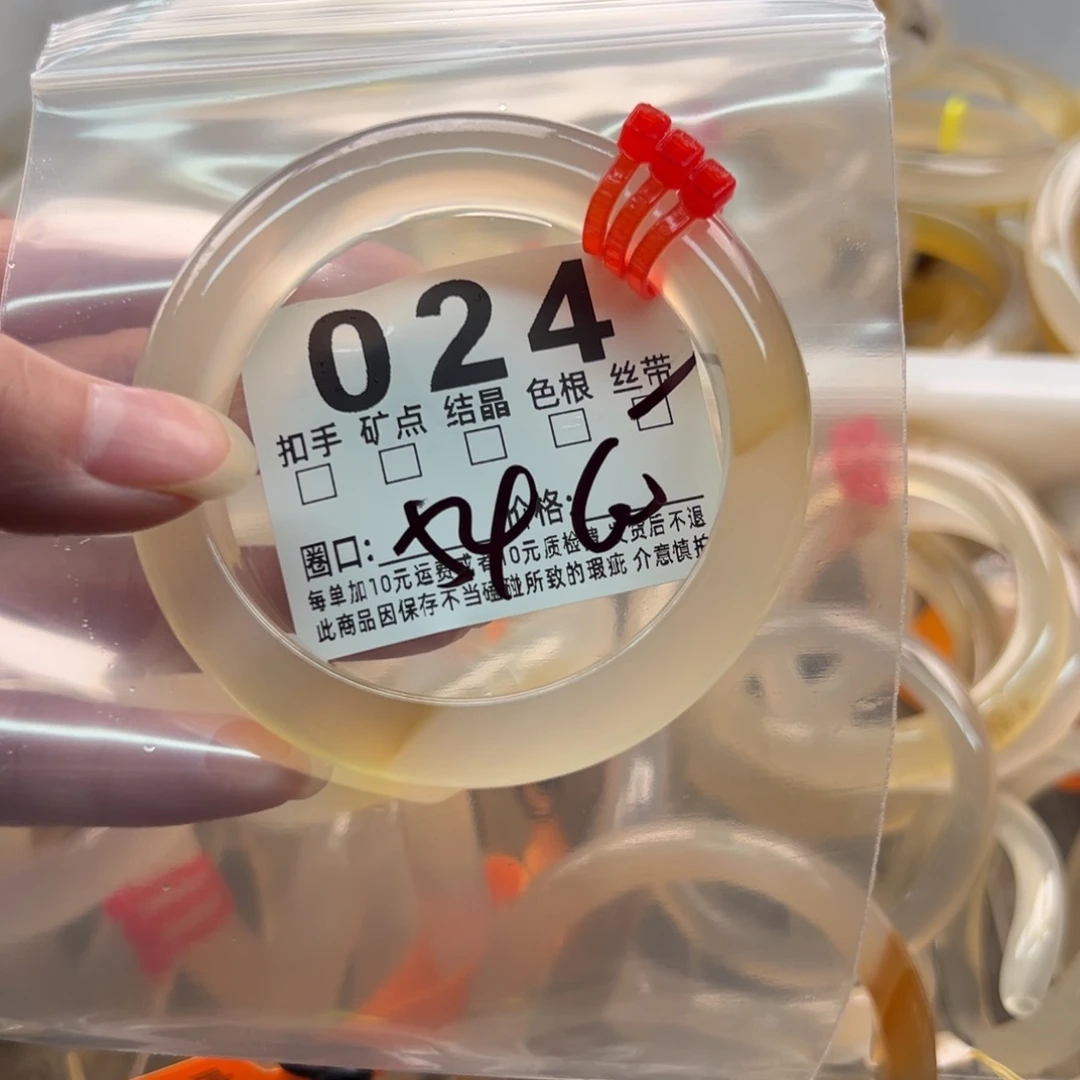 024
扣手 矿点 结晶 色根 丝带
圈口: 价格:
每单加10元运费或者10元质检费 发货后不退
此商品因保存不当磕碰所致的瑕疵 介意慎拍